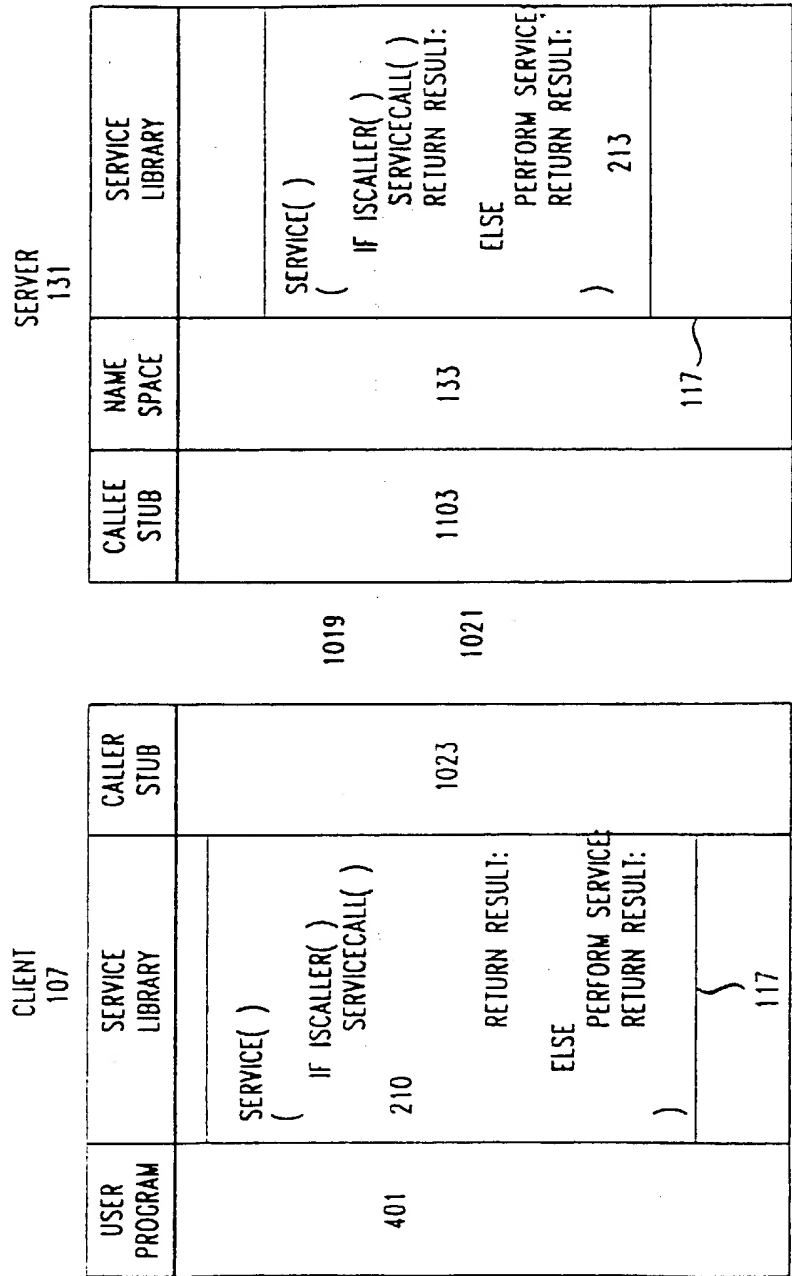 CLIENT
107
USER
PROGRAM
SERVICE
LIBRARY
CALLER
STUB
401
SERVICE( )
(
IF ISCALLER( )
SERVICECALL( )
210
RETURN RESULT:
ELSE
PERFORM SERVICE:
RETURN RESULT:
)
117
1023
1019
1021
SERVER
131
CALLEE
STUB
NAME
SPACE
SERVICE
LIBRARY
1103
133
117
SERVICE( )
(
IF ISCALLER( )
SERVICECALL( )
RETURN RESULT:
ELSE
PERFORM SERVICE:
RETURN RESULT:
)
213